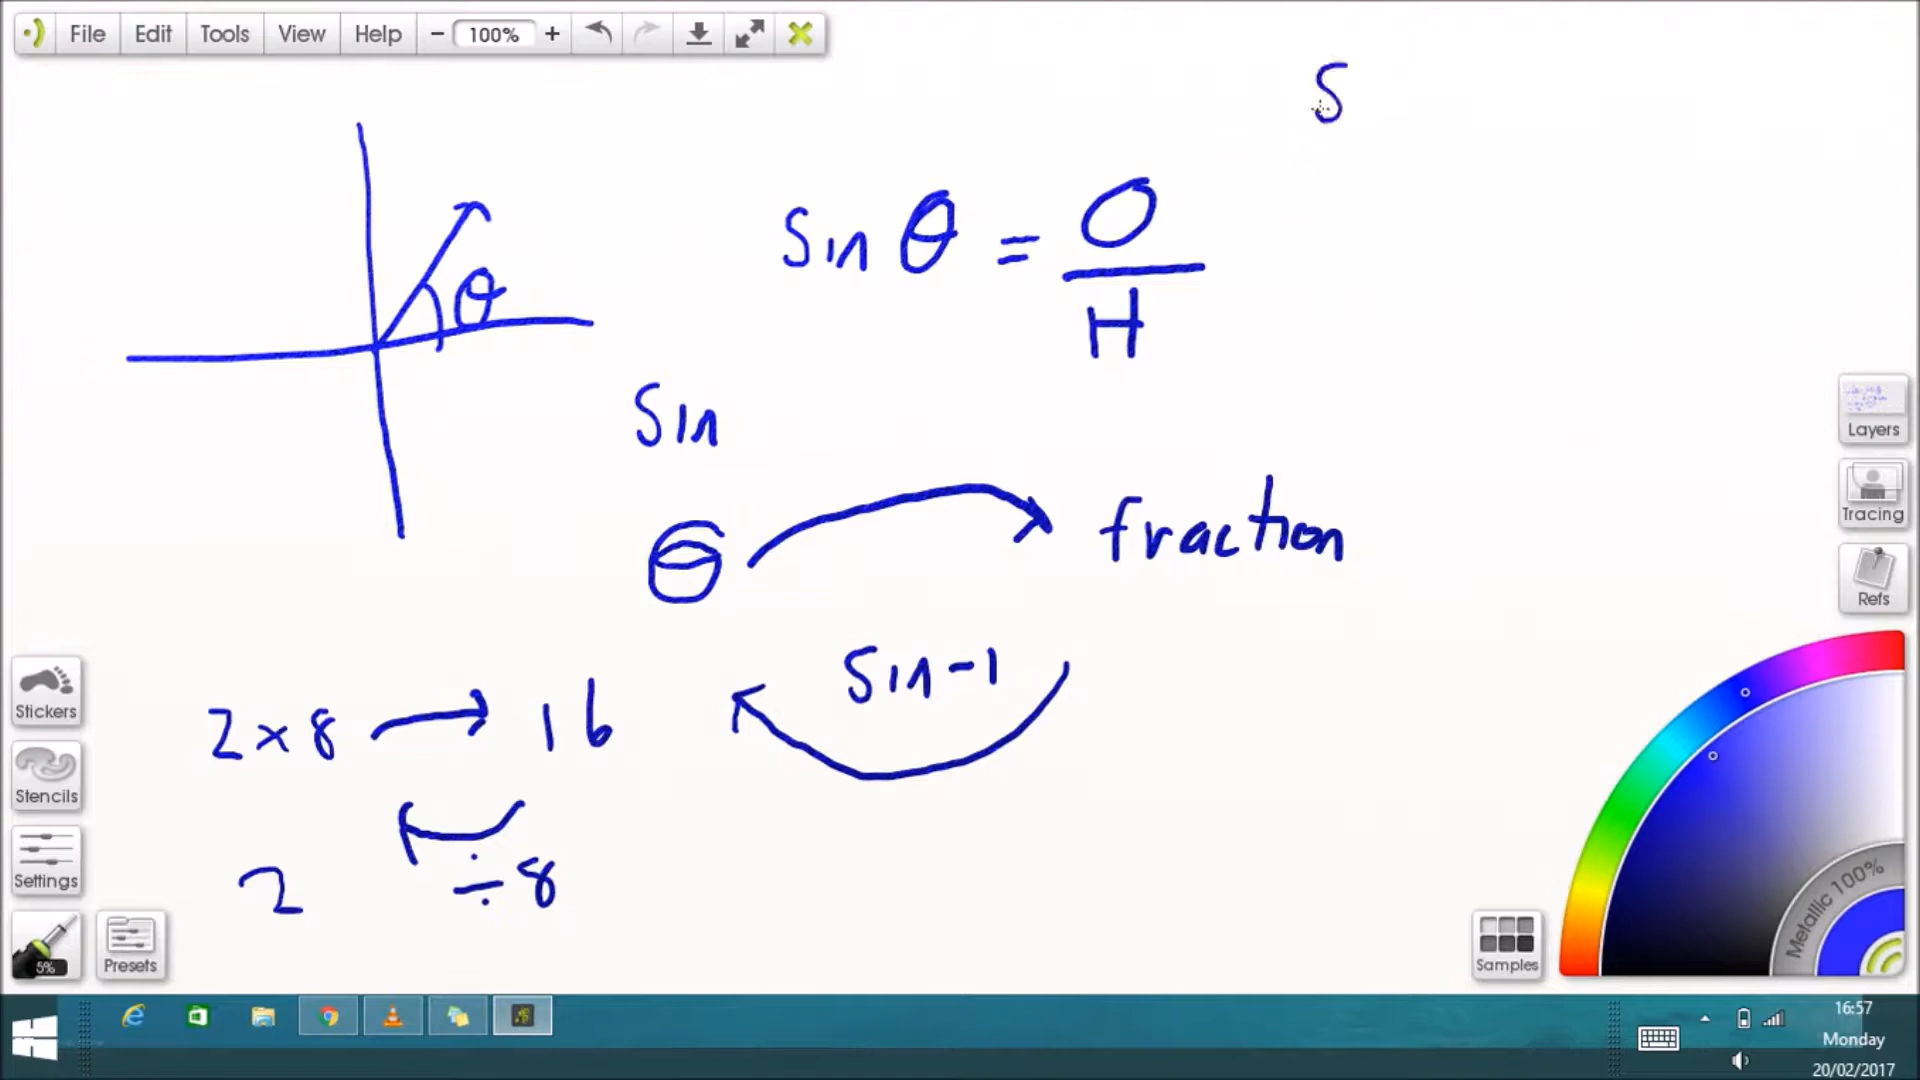 File Edit Tools View Help − 100% +
S
sin θ = O
H
θ
Sin
Layers
θ fraction
Tracing
Refs
Sin-1
2 x 8 → 16
Stickers
Stencils
2 ÷ 8
Settings
5%
Presets
Metallic 100%
Samples
16:57
Monday
20/02/2017